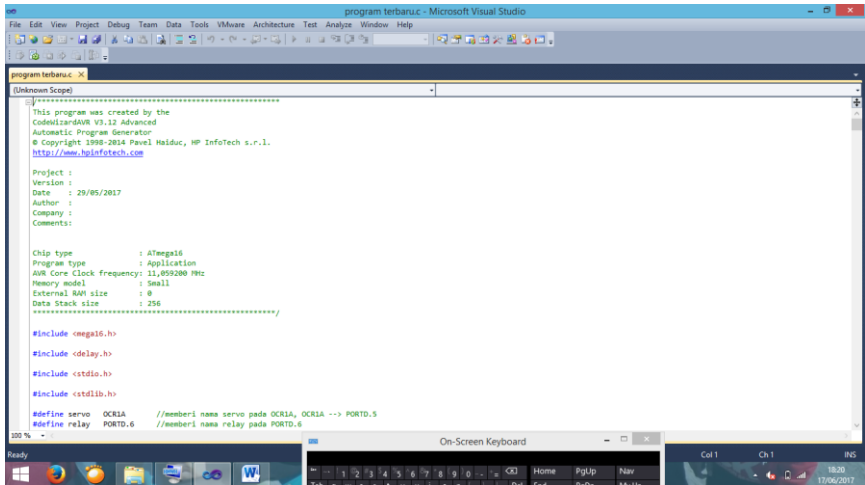 program terbaru.c - Microsoft Visual Studio
File Edit View Project Debug Team Data Tools VMware Architecture Test Analyze Window Help
program terbaru.c
(Unknown Scope)
/*******************************************************
This program was created by the
CodeWizardAVR V3.12 Advanced
Automatic Program Generator
© Copyright 1998-2014 Pavel Haiduc, HP InfoTech s.r.l.
http://www.hpinfotech.com
Project :
Version :
Date : 29/05/2017
Author :
Company :
Comments:
Chip type : ATmega16
Program type : Application
AVR Core Clock frequency: 11,059200 MHz
Memory model : Small
External RAM size : 0
Data Stack size : 256
*******************************************************/
#include <mega16.h>
#include <delay.h>
#include <stdio.h>
#include <stdlib.h>
#define servo OCR1A //memberi nama servo pada OCR1A, OCR1A --> PORTD.5
#define relay PORTD.6 //memberi nama relay pada PORTD.6
100 %
On-Screen Keyboard
Ready Col 1 Ch 1 INS
1 2 3 4 5 6 7 8 9 0 - = Home PgUp Nav
18:20
17/06/2017